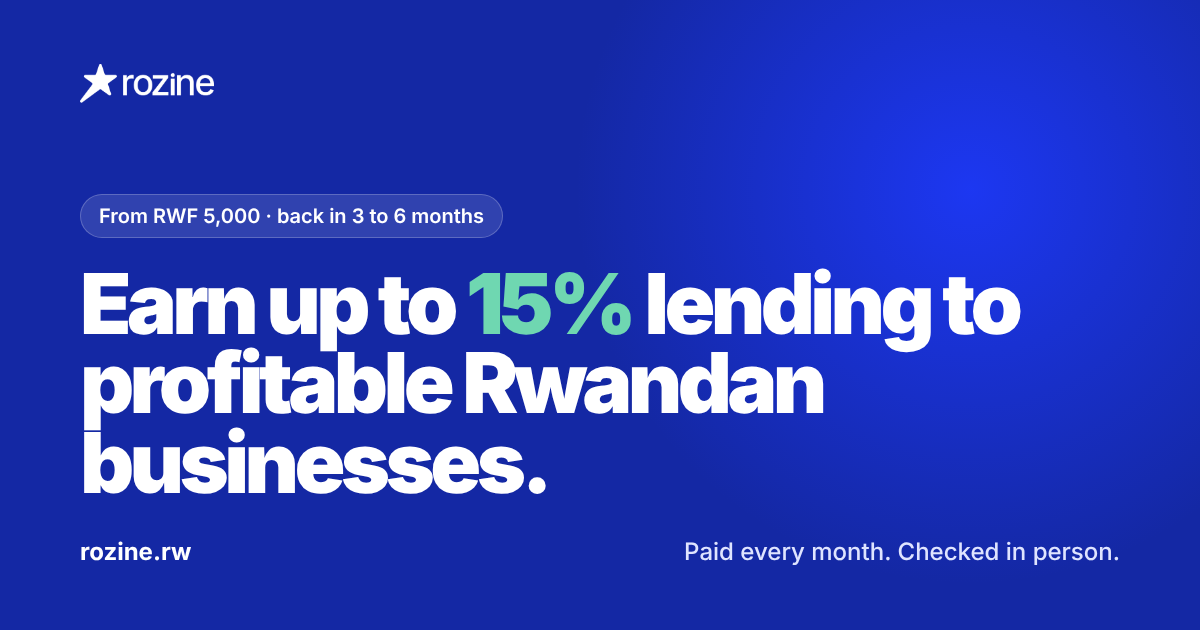 rozine
From RWF 5,000 · back in 3 to 6 months
Earn up to 15% lending to
profitable Rwandan
businesses.
rozine.rw
Paid every month. Checked in person.